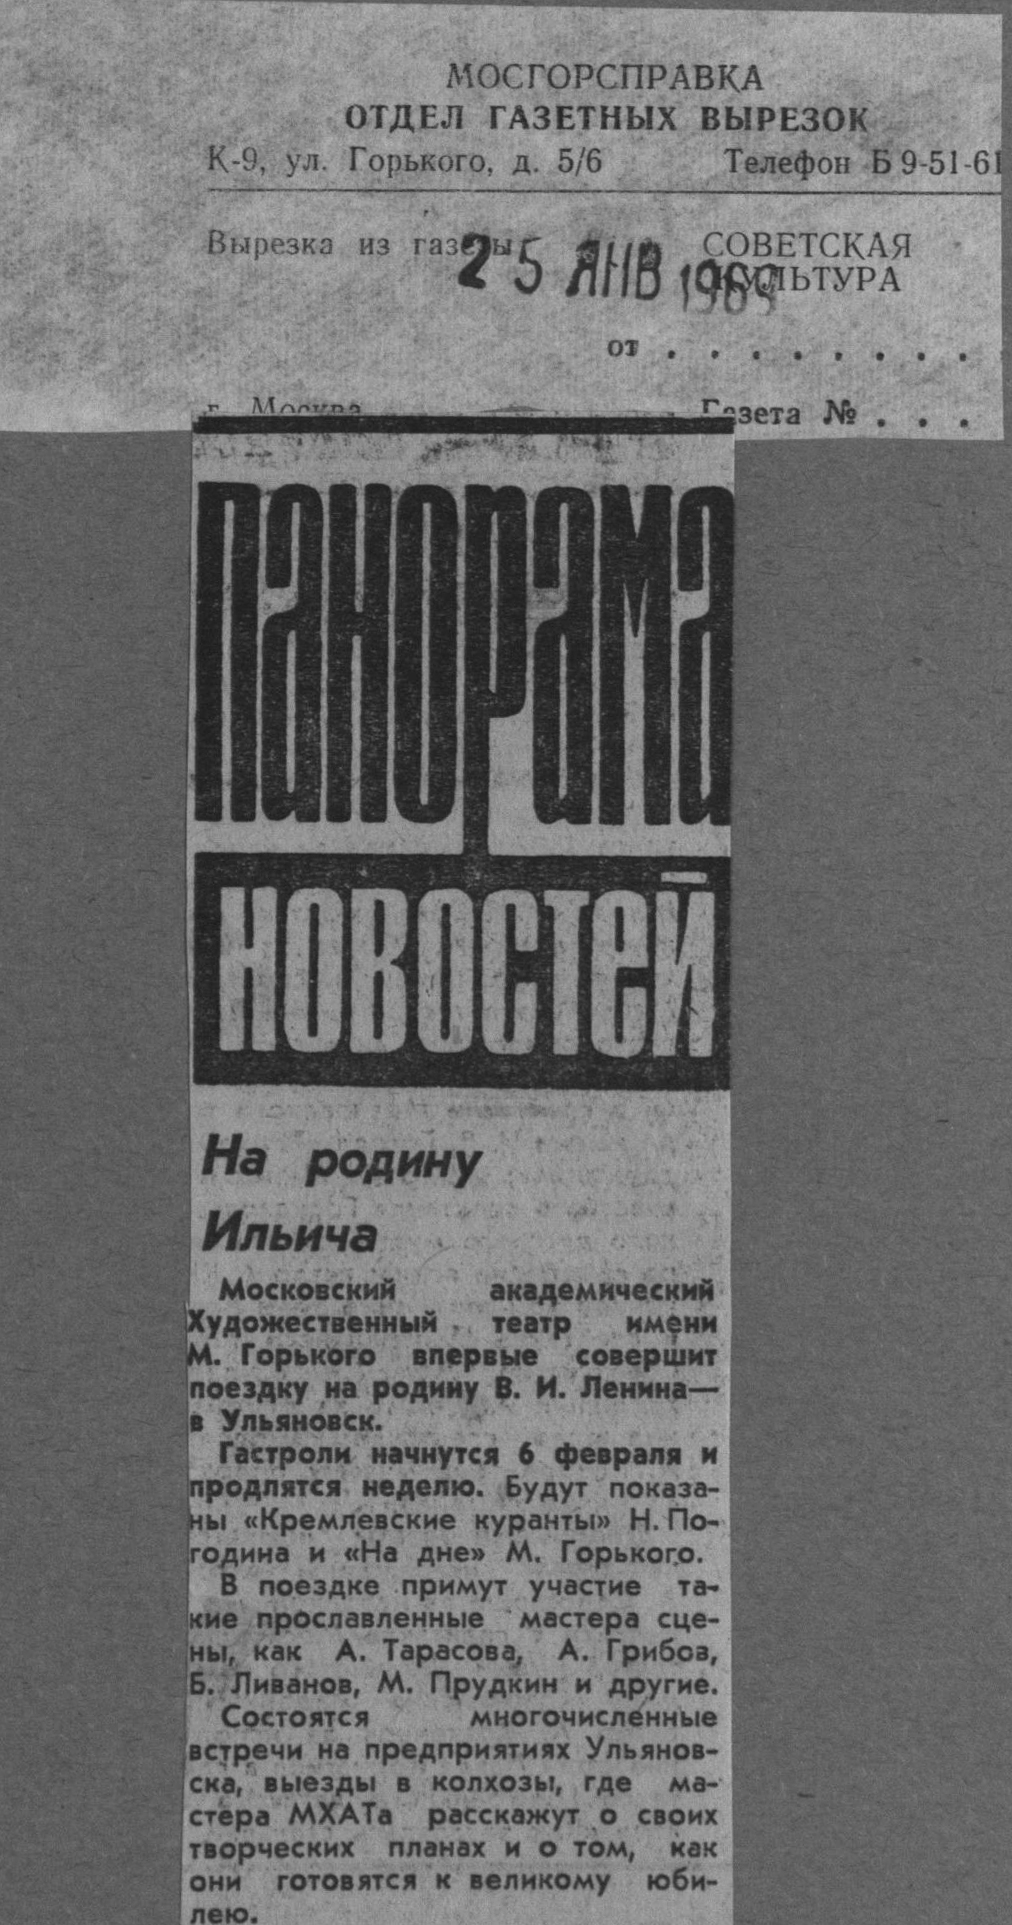 МОСГОРСПРАВКА
ОТДЕЛ ГАЗЕТНЫХ ВЫРЕЗОК
К-9, ул. Горького, д. 5/6 Телефон Б 9-51-61
Вырезка из газеты СОВЕТСКАЯ
КУЛЬТУРА
25 ЯНВ 1969
от . . . . . . . .
г. Москва Газета № . . .
панорама
новостей
На родину
Ильича
Московский академический
Художественный театр имени
М. Горького впервые совершит
поездку на родину В. И. Ленина—
в Ульяновск.
Гастроли начнутся 6 февраля и
продлятся неделю. Будут показа-
ны «Кремлевские куранты» Н. По-
година и «На дне» М. Горького.
В поездке примут участие та-
кие прославленные мастера сце-
ны, как А. Тарасова, А. Грибов,
Б. Ливанов, М. Прудкин и другие.
Состоятся многочисленные
встречи на предприятиях Ульянов-
ска, выезды в колхозы, где ма-
стера МХАТа расскажут о своих
творческих планах и о том, как
они готовятся к великому юби-
лею.